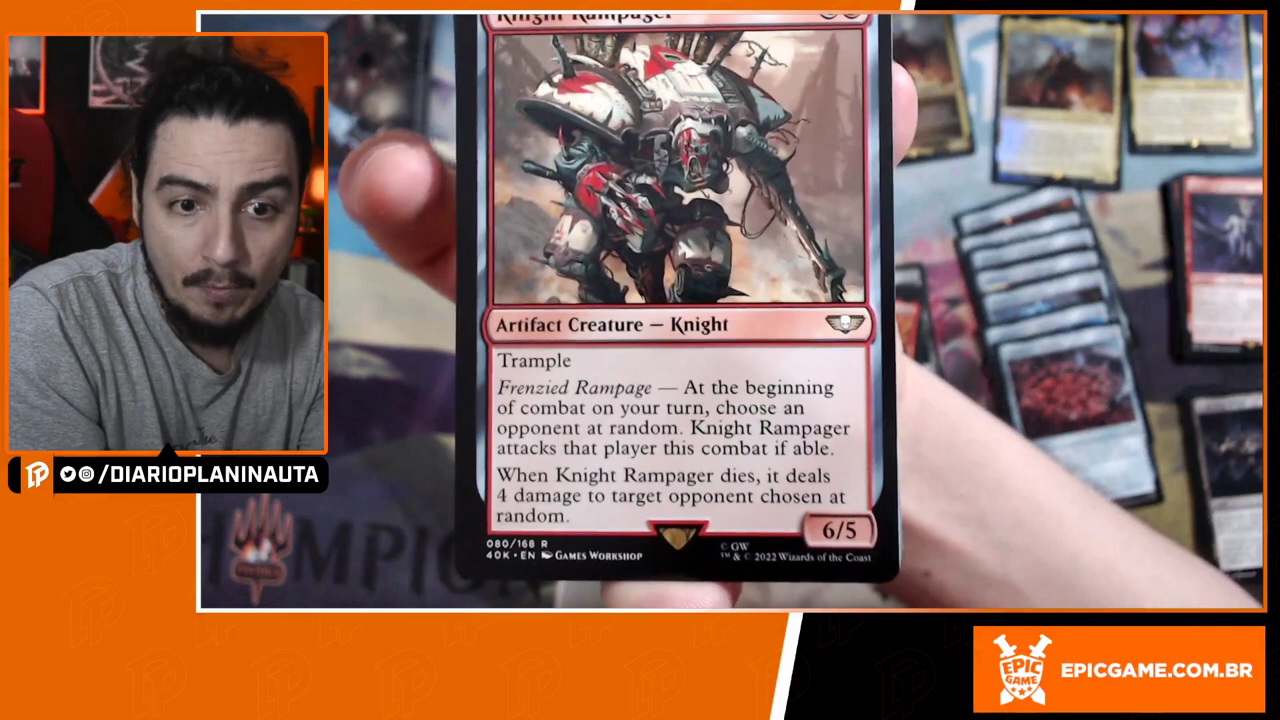 Knight Rampager
Artifact Creature — Knight
Trample
Frenzied Rampage — At the beginning
of combat on your turn, choose an
opponent at random. Knight Rampager
attacks that player this combat if able.
When Knight Rampager dies, it deals
4 damage to target opponent chosen at
random.
6/5
080/168 R
40K • EN GAMES WORKSHOP
© GW
™ & © 2022 Wizards of the Coast
/DIARIOPLANINAUTA
EPIC
GAME
EPICGAME.COM.BR